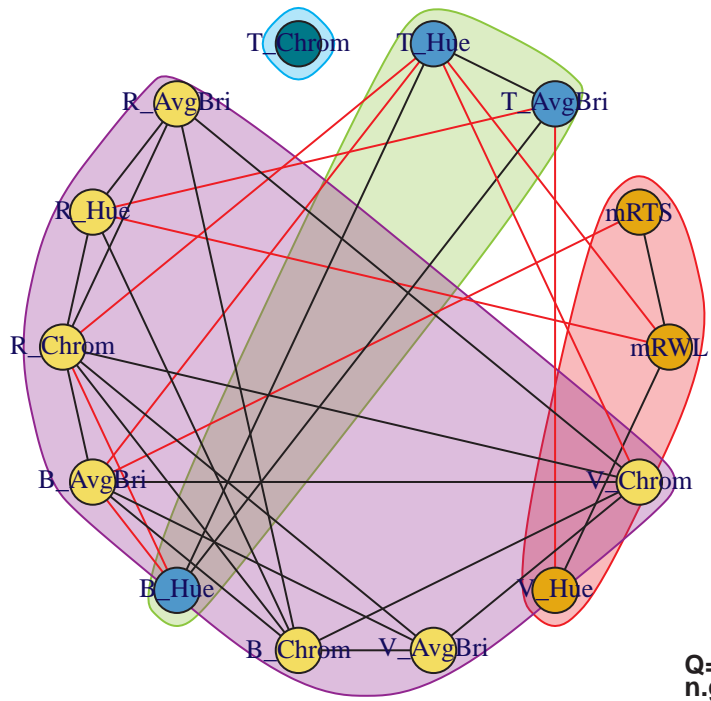 T_Chrom
T_Hue
T_AvgBri
R_AvgBri
R_Hue
mRTS
R_Chrom
mRWL
B_AvgBri
V_Chrom
B_Hue
V_Hue
B_Chrom
V_AvgBri
Q=
n.g